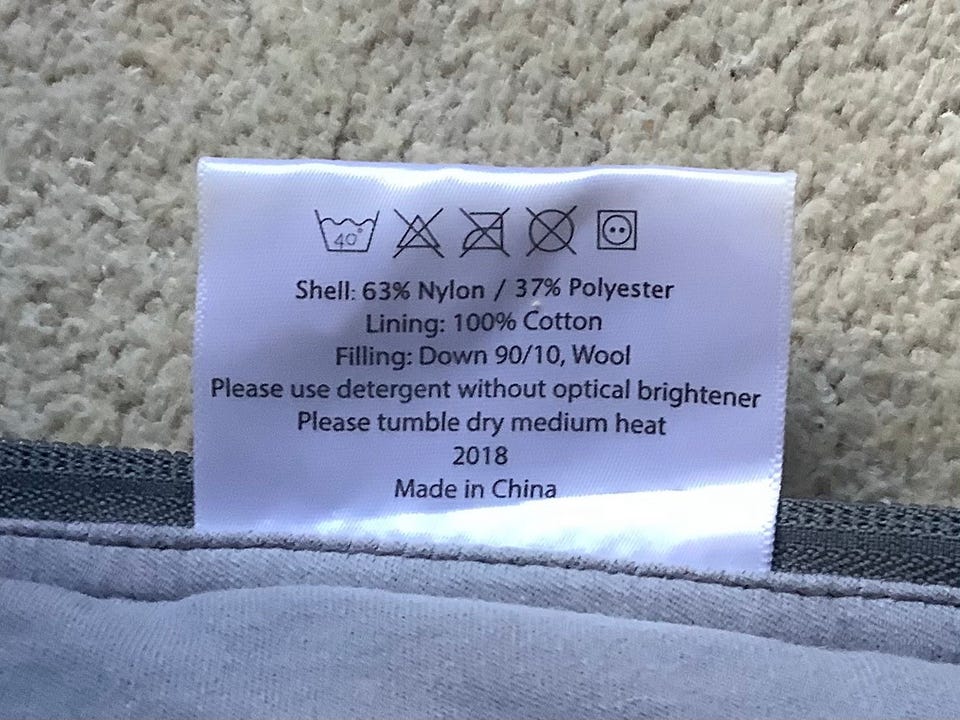 40°
Shell: 63% Nylon / 37% Polyester
Lining: 100% Cotton
Filling: Down 90/10, Wool
Please use detergent without optical brightener
Please tumble dry medium heat
2018
Made in China